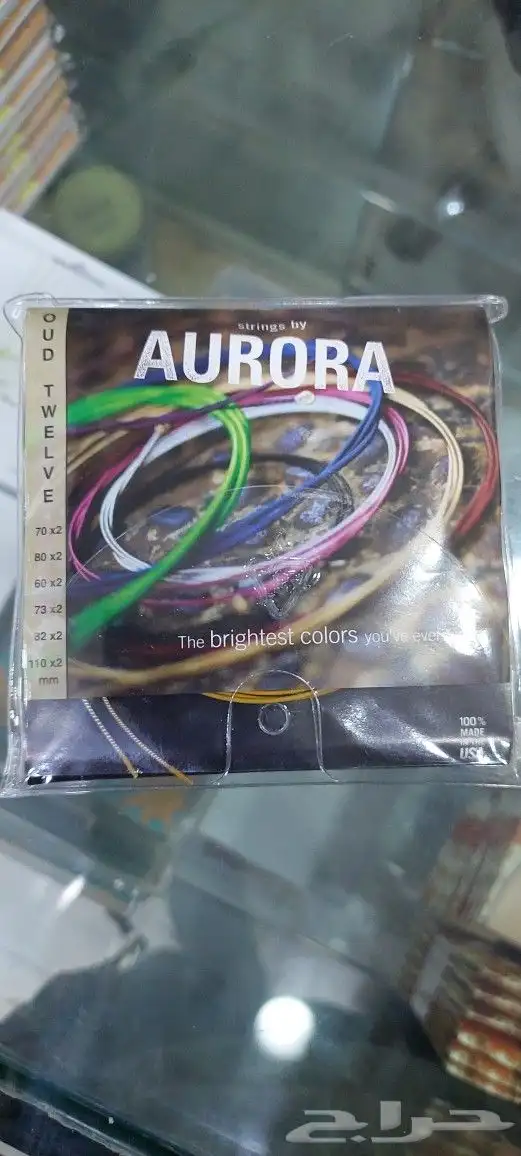 strings by
AURORA
OUD TWELVE
70 x2
80 x2
60 x2
73 x2
82 x2
110 x2
mm
The brightest colors you've ever
100%
MADE
USA
حراج